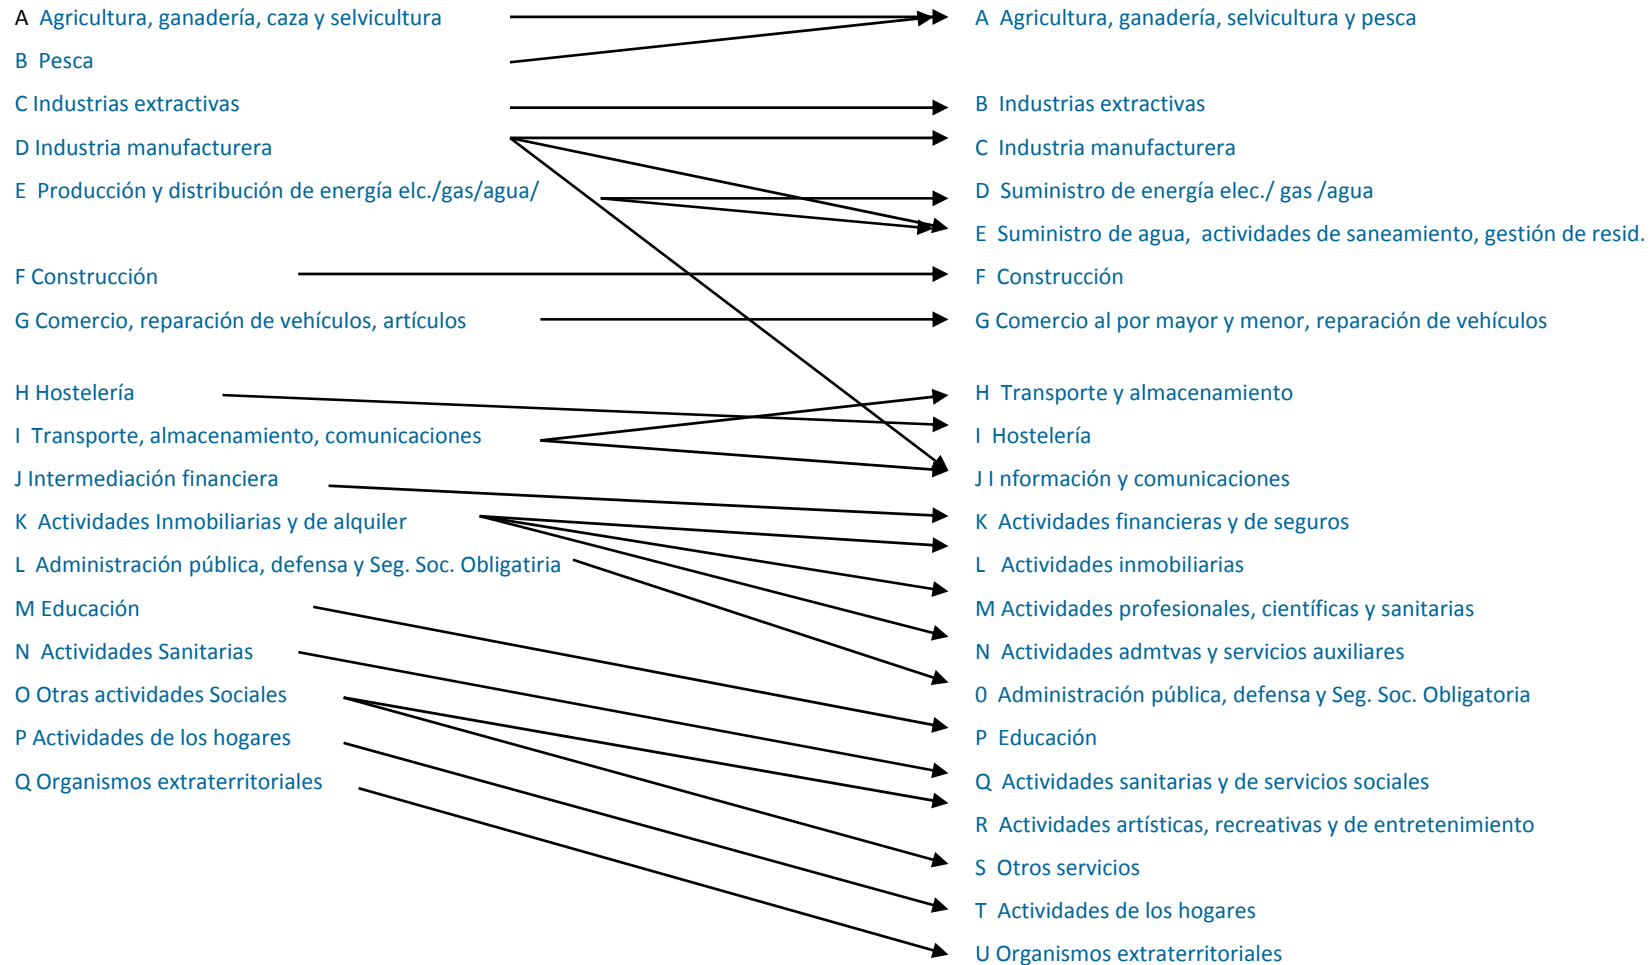 A Agricultura, ganadería, caza y selvicultura
B Pesca
C Industrias extractivas
D Industria manufacturera
E Producción y distribución de energía elc./gas/agua/
F Construcción
G Comercio, reparación de vehículos, artículos
H Hostelería
I Transporte, almacenamiento, comunicaciones
J Intermediación financiera
K Actividades Inmobiliarias y de alquiler
L Administración pública, defensa y Seg. Soc. Obligatiria
M Educación
N Actividades Sanitarias
O Otras actividades Sociales
P Actividades de los hogares
Q Organismos extraterritoriales
A Agricultura, ganadería, selvicultura y pesca
B Industrias extractivas
C Industria manufacturera
D Suministro de energía elec./ gas /agua
E Suministro de agua, actividades de saneamiento, gestión de resid.
F Construcción
G Comercio al por mayor y menor, reparación de vehículos
H Transporte y almacenamiento
I Hostelería
J I nformación y comunicaciones
K Actividades financieras y de seguros
L Actividades inmobiliarias
M Actividades profesionales, científicas y sanitarias
N Actividades admtvas y servicios auxiliares
0 Administración pública, defensa y Seg. Soc. Obligatoria
P Educación
Q Actividades sanitarias y de servicios sociales
R Actividades artísticas, recreativas y de entretenimiento
S Otros servicios
T Actividades de los hogares
U Organismos extraterritoriales